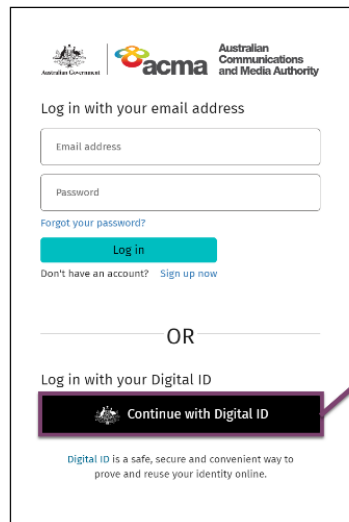 Australian Government
acma
Australian
Communications
and Media Authority
Log in with your email address
Email address
Password
Forgot your password?
Log in
Don't have an account? Sign up now
OR
Log in with your Digital ID
Continue with Digital ID
Digital ID is a safe, secure and convenient way to
prove and reuse your identity online.